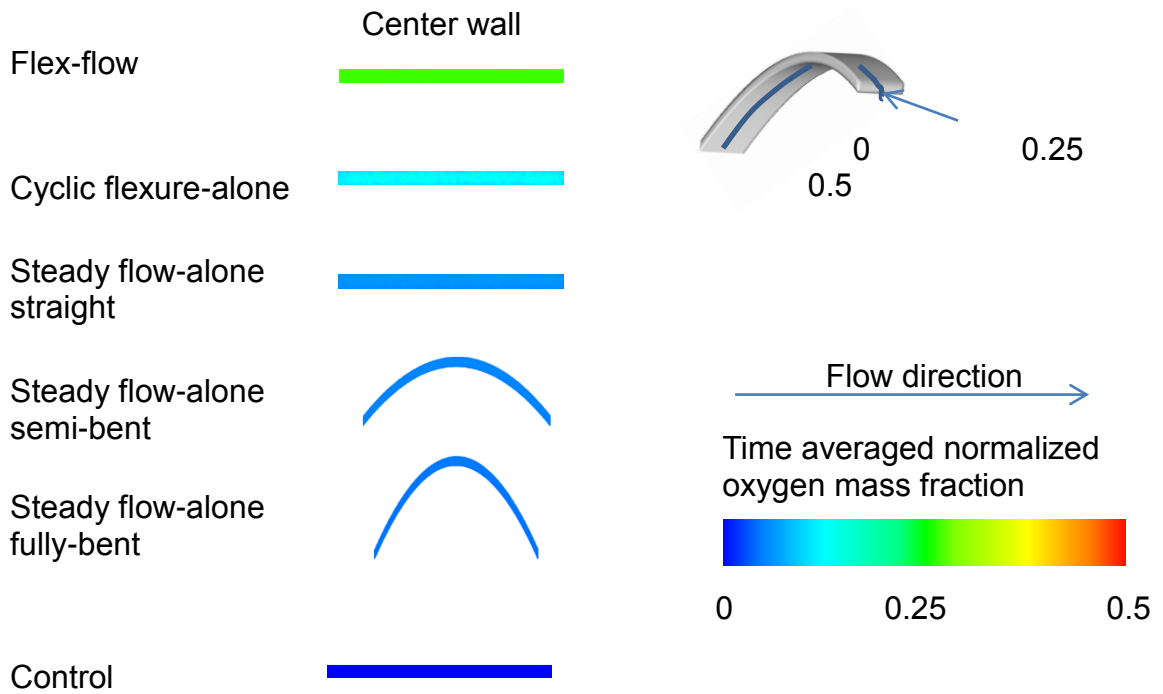 Center wall
Flex-flow
0
0.25
0.5
Cyclic flexure-alone
Steady flow-alone
straight
Steady flow-alone
semi-bent
Flow direction
Time averaged normalized
oxygen mass fraction
Steady flow-alone
fully-bent
0
0.25
0.5
Control